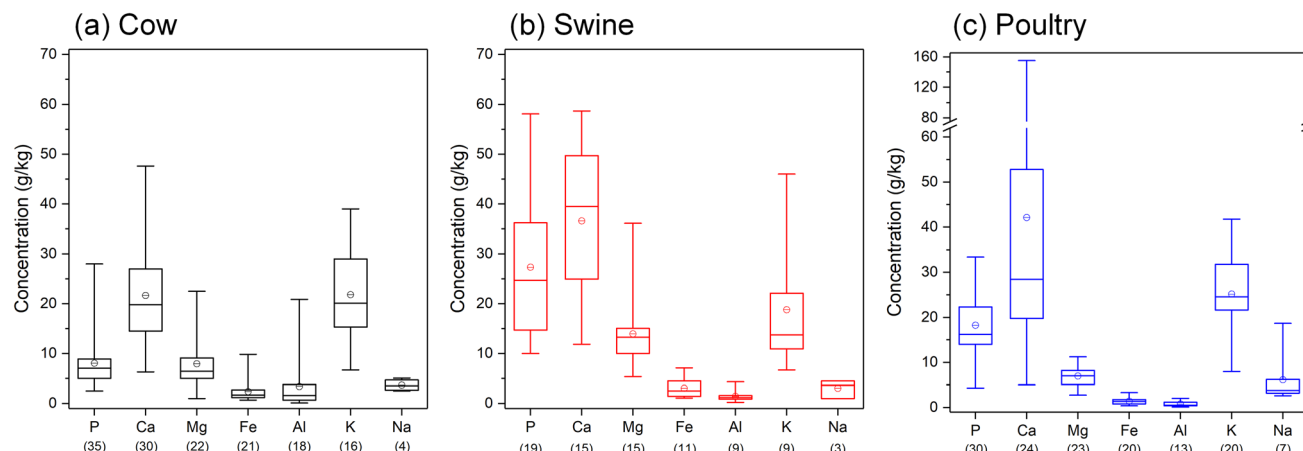 (a) Cow
70
60
50
40
30
20
10
0
Concentration (g/kg)
P Ca Mg Fe Al K Na
(35) (30) (22) (21) (18) (16) (4)
(b) Swine
70
60
50
40
30
20
10
0
Concentration (g/kg)
P Ca Mg Fe Al K Na
(19) (15) (15) (11) (9) (9) (3)
(c) Poultry
160
120
80
60
50
40
30
20
10
0
Concentration (g/kg)
P Ca Mg Fe Al K Na
(30) (24) (23) (20) (13) (20) (7)